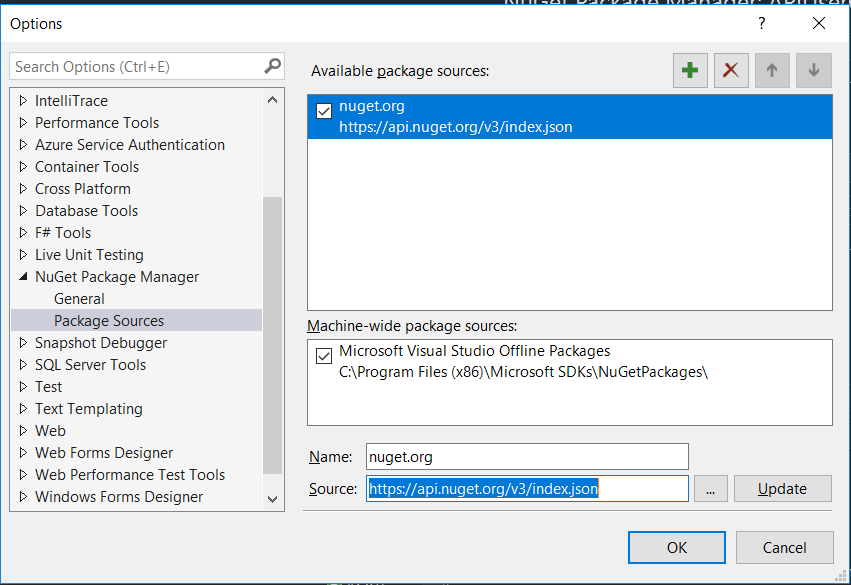 NuGet Package Manager
Options
?
Search Options (Ctrl+E)
IntelliTrace
Performance Tools
Azure Service Authentication
Container Tools
Cross Platform
Database Tools
F# Tools
Live Unit Testing
NuGet Package Manager
General
Package Sources
Snapshot Debugger
SQL Server Tools
Test
Text Templating
Web
Web Forms Designer
Web Performance Test Tools
Windows Forms Designer
Available package sources:
nuget.org
https://api.nuget.org/v3/index.json
Machine-wide package sources:
Microsoft Visual Studio Offline Packages
C:\Program Files (x86)\Microsoft SDKs\NuGetPackages\
Name: nuget.org
Source: https://api.nuget.org/v3/index.json ... Update
OK Cancel